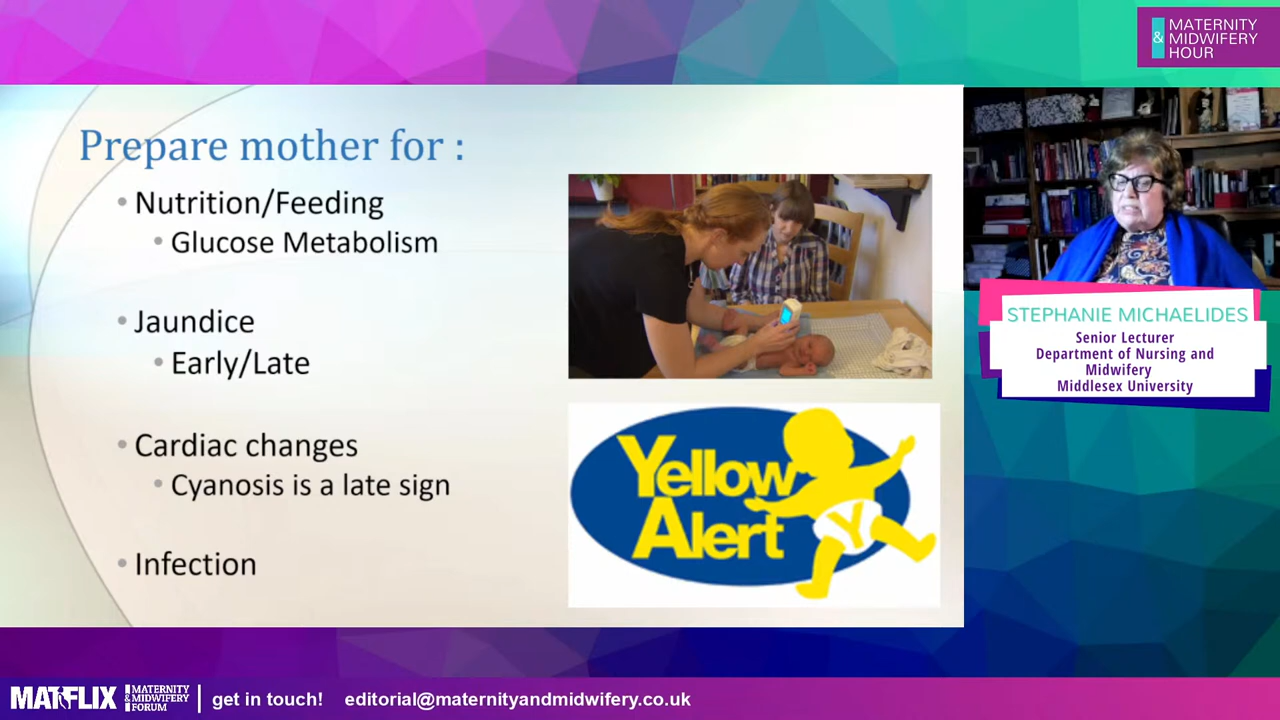 & MATERNITY
MIDWIFERY
HOUR
Prepare mother for :
• Nutrition/Feeding
• Glucose Metabolism
• Jaundice
• Early/Late
• Cardiac changes
• Cyanosis is a late sign
• Infection
Yellow
Alert
Y
STEPHANIE MICHAELIDES
Senior Lecturer
Department of Nursing and
Midwifery
Middlesex University
MATFLIX
MATERNITY
& MIDWIFERY
FORUM
get in touch! editorial@maternityandmidwifery.co.uk